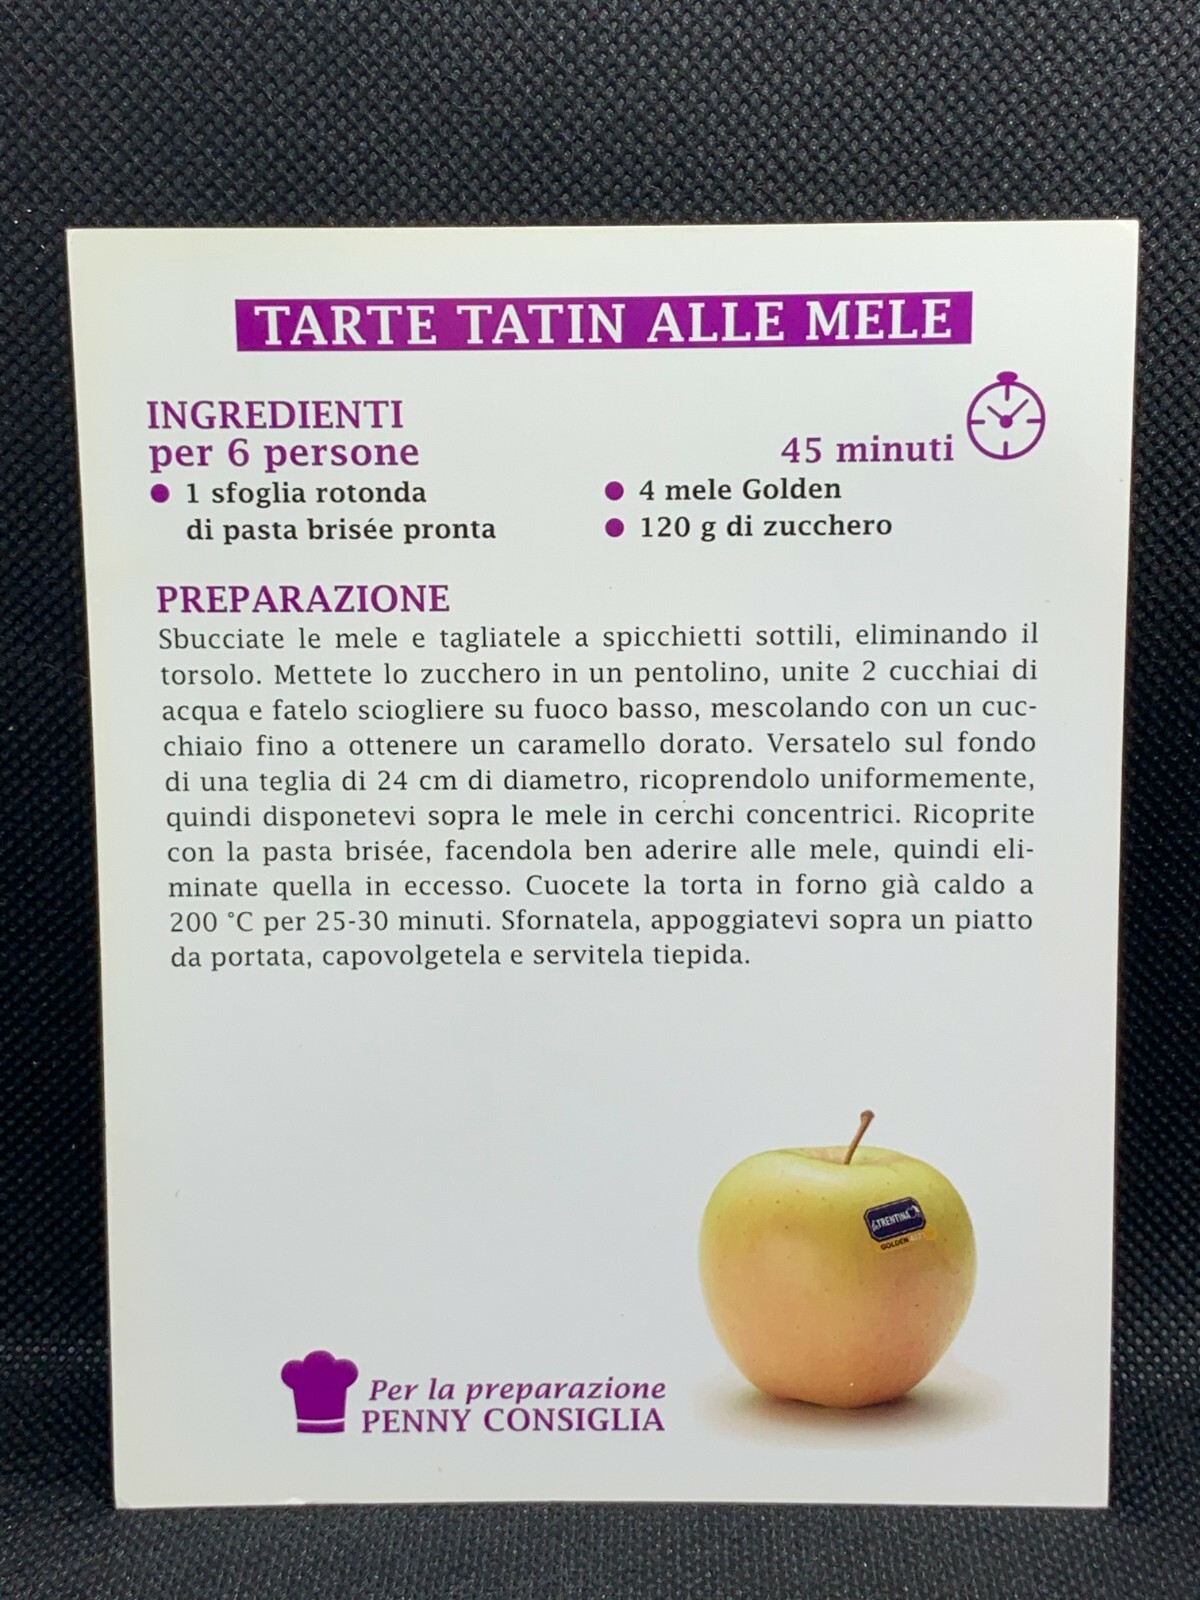 TARTE TATIN ALLE MELE
INGREDIENTI
per 6 persone
45 minuti
1 sfoglia rotonda
di pasta brisée pronta
4 mele Golden
120 g di zucchero
PREPARAZIONE
Sbucciate le mele e tagliatele a spicchietti sottili, eliminando il
torsolo. Mettete lo zucchero in un pentolino, unite 2 cucchiai di
acqua e fatelo sciogliere su fuoco basso, mescolando con un cuc-
chiaio fino a ottenere un caramello dorato. Versatelo sul fondo
di una teglia di 24 cm di diametro, ricoprendolo uniformemente,
quindi disponetevi sopra le mele in cerchi concentrici. Ricoprite
con la pasta brisée, facendola ben aderire alle mele, quindi eli-
minate quella in eccesso. Cuocete la torta in forno già caldo a
200 °C per 25-30 minuti. Sfornatela, appoggiatevi sopra un piatto
da portata, capovolgetela e servitela tiepida.
la TRENTINA
GOLDEN
Per la preparazione
PENNY CONSIGLIA